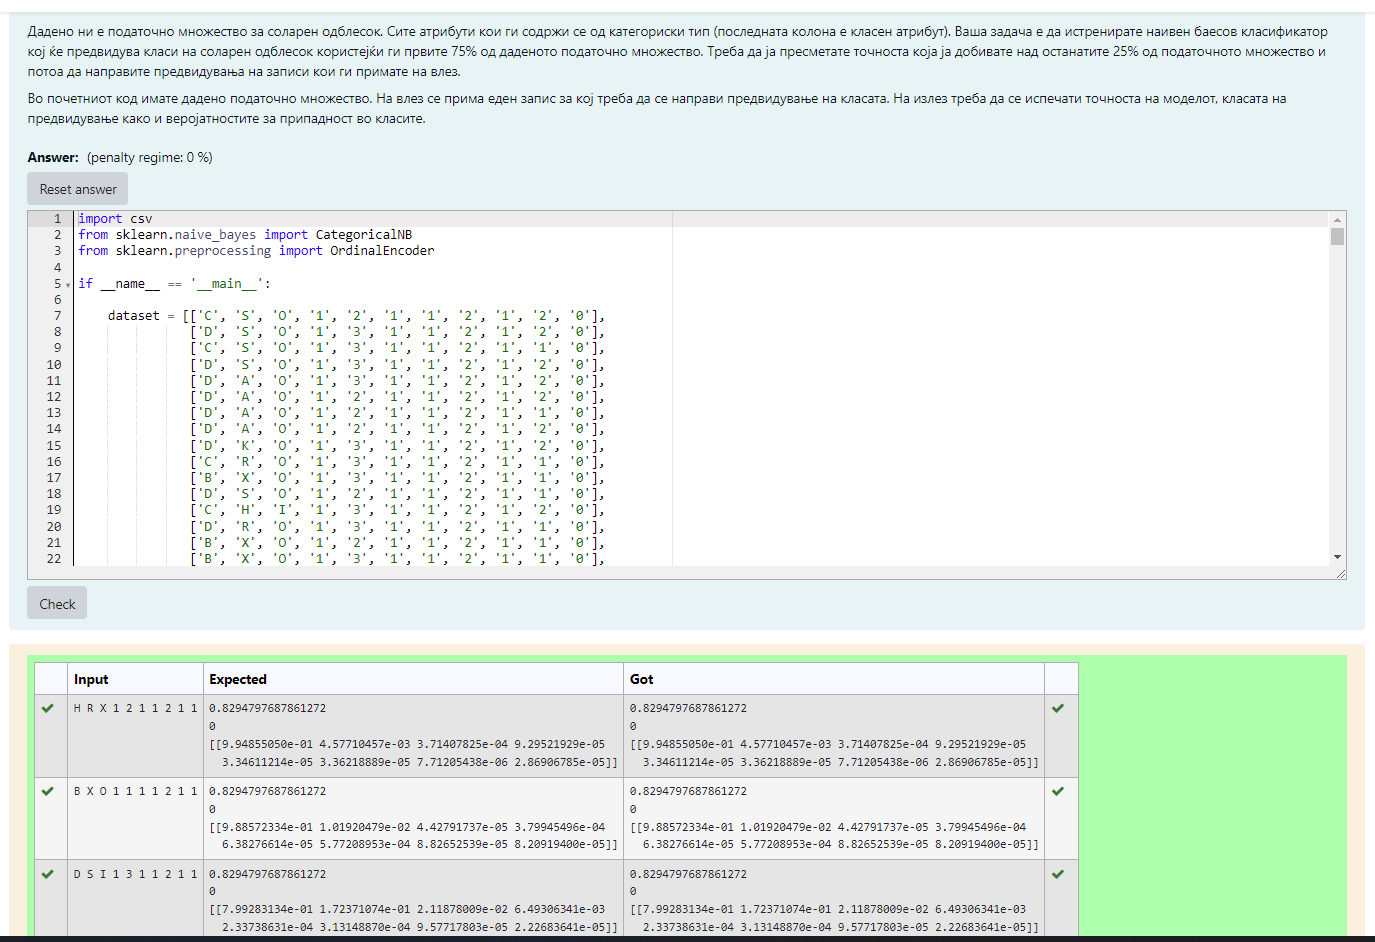 Дадено ни е податочно множество за соларен одблесок. Сите атрибути кои ги содржи се од категориски тип (последната колона е класен атрибут). Ваша задача е да истренирате наивен баесов класификатор
кој ќе предвидува класи на соларен одблесок користејќи ги првите 75% од даденото податочно множество. Треба да ја пресметате точноста која ја добивате над останатите 25% од податочното множество и
потоа да направите предвидувања на записи кои ги примате на влез.
Во почетниот код имате дадено податочно множество. На влез се прима еден запис за кој треба да се направи предвидување на класата. На излез треба да се испечати точноста на моделот, класата на
предвидување како и веројатностите за припадност во класите.
Answer: (penalty regime: 0 %)
Reset answer
1 import csv
2 from sklearn.naive_bayes import CategoricalNB
3 from sklearn.preprocessing import OrdinalEncoder
4
5 if __name__ == '__main__':
6
7 dataset = [['C', 'S', 'O', '1', '2', '1', '1', '2', '1', '2', '0'],
8 ['D', 'S', 'O', '1', '3', '1', '1', '2', '1', '2', '0'],
9 ['C', 'S', 'O', '1', '3', '1', '1', '2', '1', '1', '0'],
10 ['D', 'S', 'O', '1', '3', '1', '1', '2', '1', '2', '0'],
11 ['D', 'A', 'O', '1', '3', '1', '1', '2', '1', '2', '0'],
12 ['D', 'A', 'O', '1', '2', '1', '1', '2', '1', '2', '0'],
13 ['D', 'A', 'O', '1', '2', '1', '1', '2', '1', '1', '0'],
14 ['D', 'A', 'O', '1', '2', '1', '1', '2', '1', '2', '0'],
15 ['D', 'K', 'O', '1', '3', '1', '1', '2', '1', '2', '0'],
16 ['C', 'R', 'O', '1', '3', '1', '1', '2', '1', '1', '0'],
17 ['B', 'X', 'O', '1', '3', '1', '1', '2', '1', '1', '0'],
18 ['D', 'S', 'O', '1', '2', '1', '1', '2', '1', '1', '0'],
19 ['C', 'H', 'I', '1', '3', '1', '1', '2', '1', '2', '0'],
20 ['D', 'R', 'O', '1', '3', '1', '1', '2', '1', '1', '0'],
21 ['B', 'X', 'O', '1', '2', '1', '1', '2', '1', '1', '0'],
22 ['B', 'X', 'O', '1', '3', '1', '1', '2', '1', '1', '0'],
Check
Input Expected Got
H R X 1 2 1 1 2 1 1 0.8294797687861272 0.8294797687861272
0 0
[[9.94855050e-01 4.57710457e-03 3.71407825e-04 9.29521929e-05 [[9.94855050e-01 4.57710457e-03 3.71407825e-04 9.29521929e-05
3.34611214e-05 3.36218889e-05 7.71205438e-06 2.86906785e-05]] 3.34611214e-05 3.36218889e-05 7.71205438e-06 2.86906785e-05]]
B X O 1 1 1 1 2 1 1 0.8294797687861272 0.8294797687861272
0 0
[[9.88572334e-01 1.01920479e-02 4.42791737e-05 3.79945496e-04 [[9.88572334e-01 1.01920479e-02 4.42791737e-05 3.79945496e-04
6.38276614e-05 5.77208953e-04 8.82652539e-05 8.20919400e-05]] 6.38276614e-05 5.77208953e-04 8.82652539e-05 8.20919400e-05]]
D S I 1 3 1 1 2 1 1 0.8294797687861272 0.8294797687861272
0 0
[[7.99283134e-01 1.72371074e-01 2.11878009e-02 6.49306341e-03 [[7.99283134e-01 1.72371074e-01 2.11878009e-02 6.49306341e-03
2.33738631e-04 3.13148870e-04 9.57717803e-05 2.22683641e-05]] 2.33738631e-04 3.13148870e-04 9.57717803e-05 2.22683641e-05]]